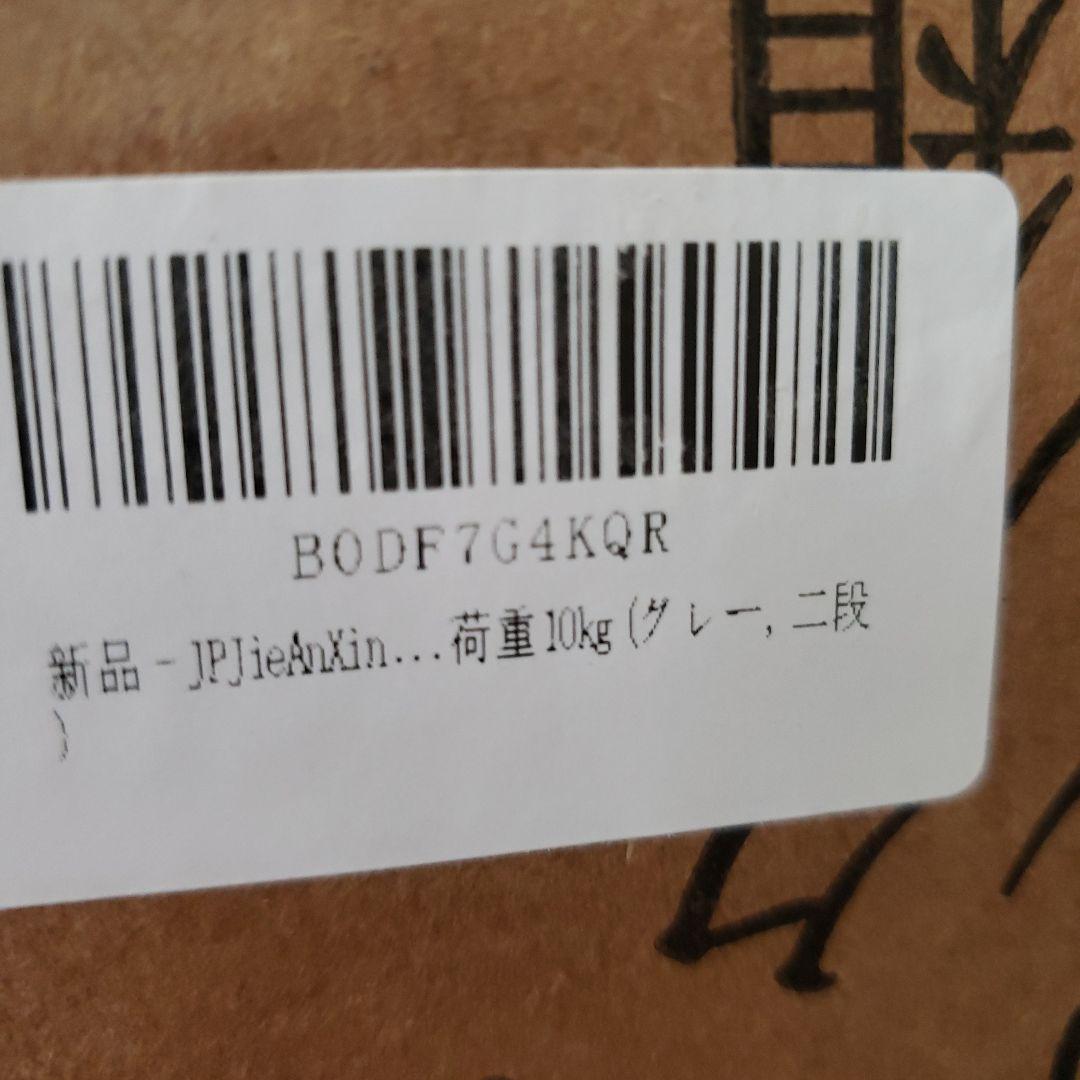 B0DF7G4KQR
新品 - JPJieAnXin...荷重10kg (グレー, 二段
)